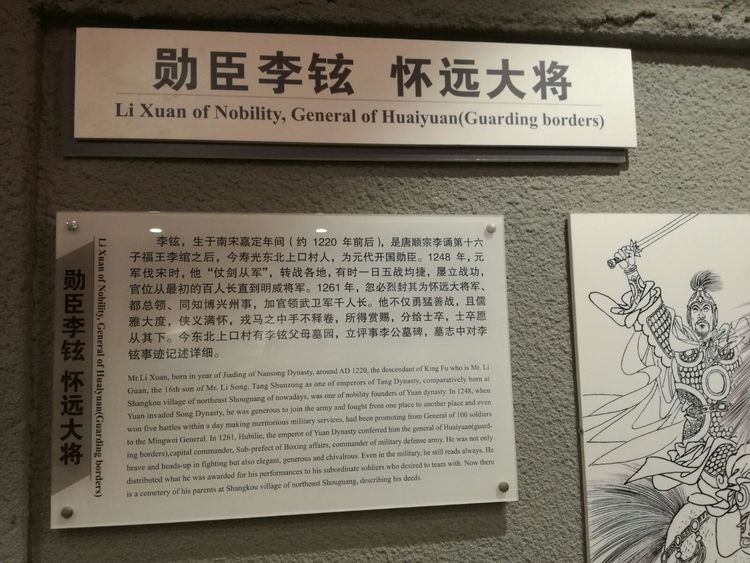 勋臣李铉 怀远大将
Li Xuan of Nobility, General of Huaiyuan(Guarding borders)
勋臣李铉 怀远大将
Li Xuan of Nobility, General of Huaiyuan(Guarding borders)
李铉，生于南宋嘉定年间（约 1220 年前后），是唐顺宗李诵第十六
子福王李绾之后，今寿光东北上口村人，为元代开国勋臣。1248 年，元
军伐宋时，他“仗剑从军”，转战各地，有时一日五战均捷，屡立战功，
官位从最初的百人长直到明威将军。1261 年，忽必烈封其为怀远大将军、
都总领、同知博兴州事，加官领武卫军千人长。他不仅勇猛善战，且儒
雅大度，侠义满怀，戎马之中手不释卷，所得赏赐，分给士卒，士卒愿
从其下。今东北上口村有李铉父母墓园，立评事李公墓碑，墓志中对李
铉事迹记述详细。
Mr.Li Xuan, born in year of Jiading of Nansong Dynasty, around AD 1220, the descendant of King Fu who is Mr. Li
Guan, the 16th son of Mr. Li Song, Tang Shunzong as one of emperors of Tang Dynasty, comparatively born at
Shangkou village of northeast Shouguang of nowadays, was one of nobility founders of Yuan dynasty. In 1248, when
Yuan invaded Song Dynasty, he was generous to join the army and fought from one place to another place and even
won five battles within a day making meritorious military services, had been promoting from General of 100 soldiers
to the Mingwei General. In 1261, Hubilie, the emperor of Yuan Dynasty conferred him the general of Huaiyuan(guard-
ing borders),capital commander, Sub-prefect of Boxing affairs, commander of military defense army. He was not only
brave and heads-up in fighting but also elegant, generous and chivalrous. Even in the military, he still reads always. He
distributed what he was awarded for his performances to his subordinate soldiers who desired to team with. Now there
is a cemetery of his parents at Shangkou village of northeast Shouguang, describing his deeds.